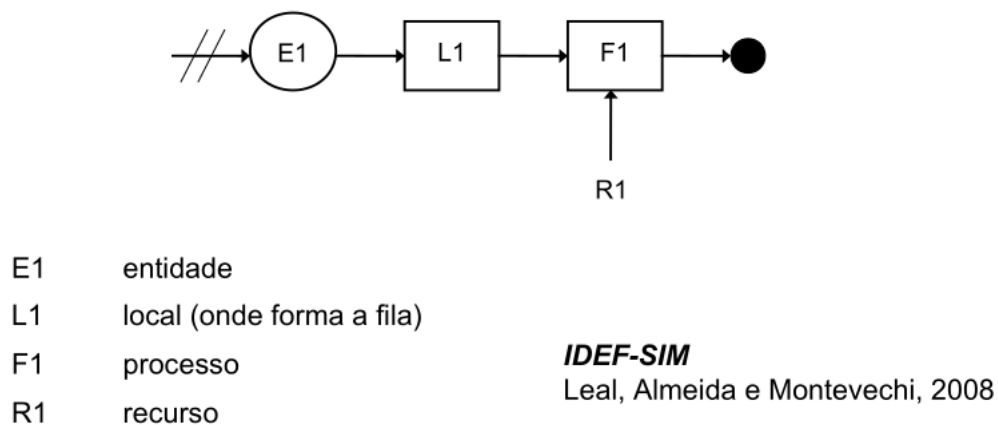 E1
L1
F1
R1
E1 entidade
L1 local (onde forma a fila)
F1 processo
R1 recurso
IDEF-SIM
Leal, Almeida e Montevechi, 2008